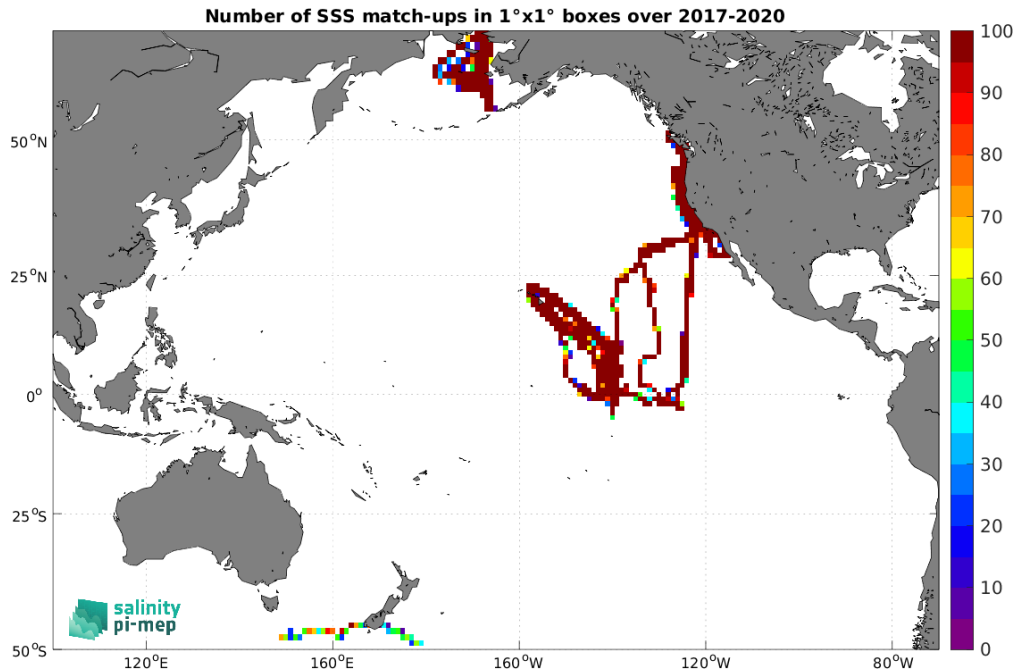 Number of SSS match-ups in 1°x1° boxes over 2017-2020
50°N
25°N
0°
25°S
50°S
120°E
160°E
160°W
120°W
80°W
100
90
80
70
60
50
40
30
20
10
0
salinity
pi-mep